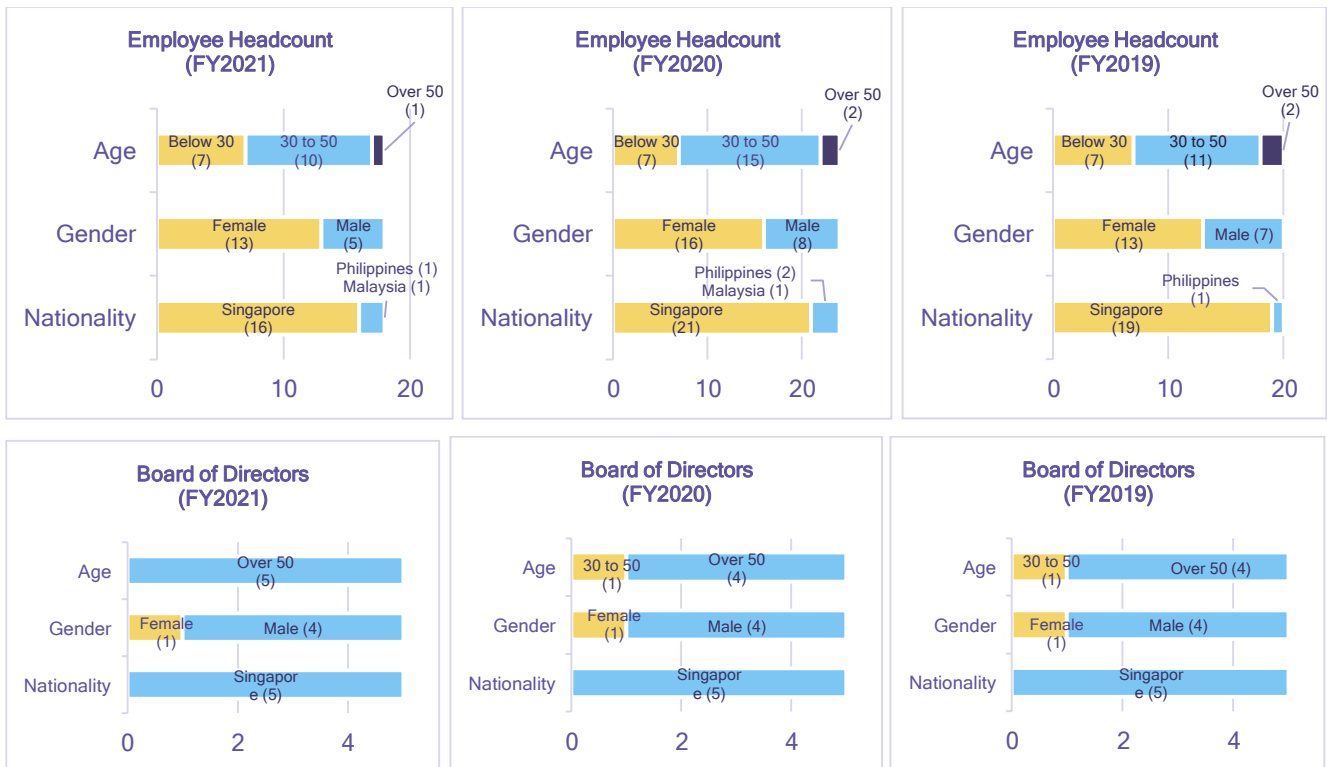 Employee Headcount
(FY2021)
Over 50
(1)
Age
Below 30
(7)
30 to 50
(10)
Gender
Female
(13)
Male
(5)
Philippines (1)
Malaysia (1)
Nationality
Singapore
(16)
0 10 20
Employee Headcount
(FY2020)
Over 50
(2)
Age
Below 30
(7)
30 to 50
(15)
Gender
Female
(16)
Male
(8)
Philippines (2)
Malaysia (1)
Nationality
Singapore
(21)
0 10 20
Employee Headcount
(FY2019)
Over 50
(2)
Age
Below 30
(7)
30 to 50
(11)
Gender
Female
(13)
Male (7)
Philippines
(1)
Nationality
Singapore
(19)
0 10 20
Board of Directors
(FY2021)
Age
Over 50
(5)
Gender
Female
(1)
Male (4)
Nationality
Singapor
e (5)
0 2 4
Board of Directors
(FY2020)
Age
30 to 50
(1)
Over 50
(4)
Gender
Female
(1)
Male (4)
Nationality
Singapor
e (5)
0 2 4
Board of Directors
(FY2019)
Age
30 to 50
(1)
Over 50 (4)
Gender
Female
(1)
Male (4)
Nationality
Singapor
e (5)
0 2 4